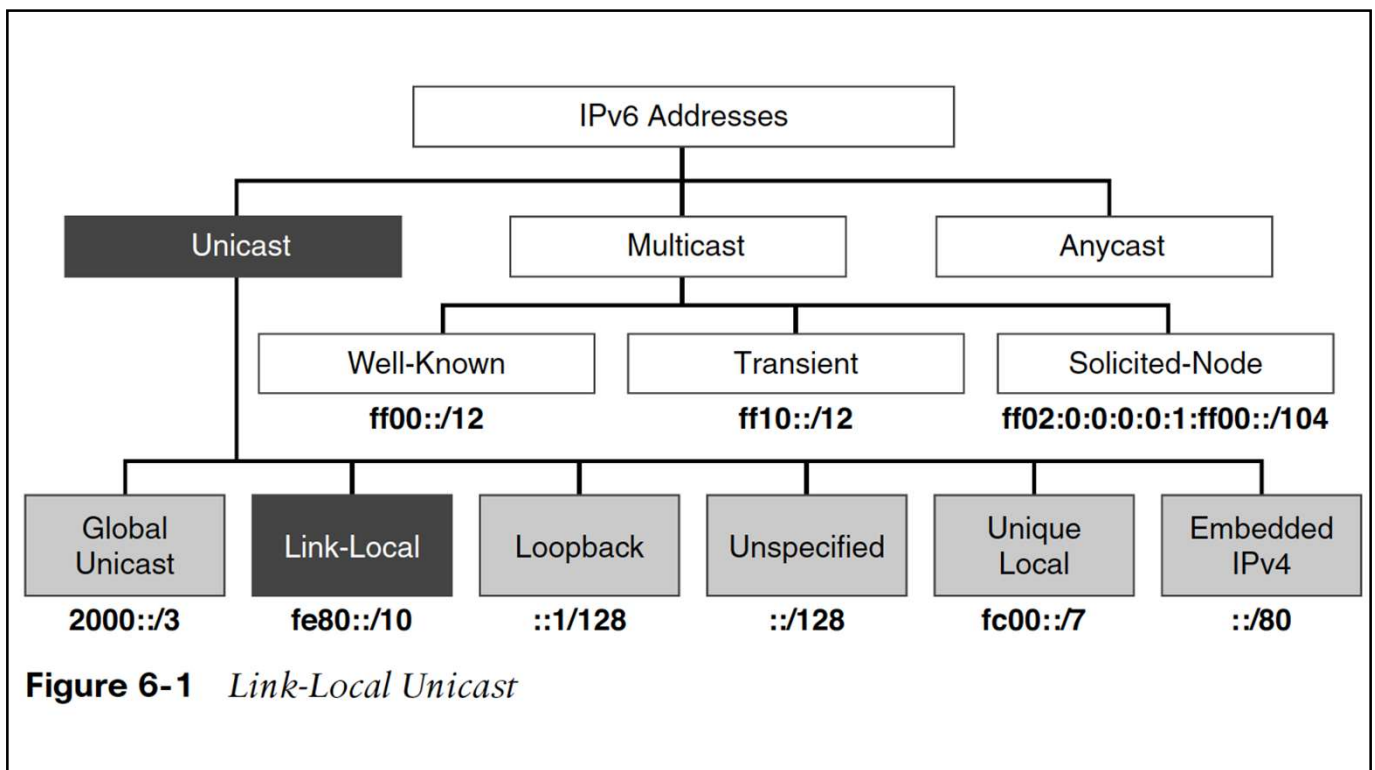 IPv6 Addresses
Unicast
Multicast
Anycast
Well-Known
Transient
Solicited-Node
ff00::/12
ff10::/12
ff02:0:0:0:0:1:ff00::/104
Global
Unicast
Link-Local
Loopback
Unspecified
Unique
Local
Embedded
IPv4
2000::/3
fe80::/10
::1/128
::/128
fc00::/7
::/80
Figure 6-1 Link-Local Unicast